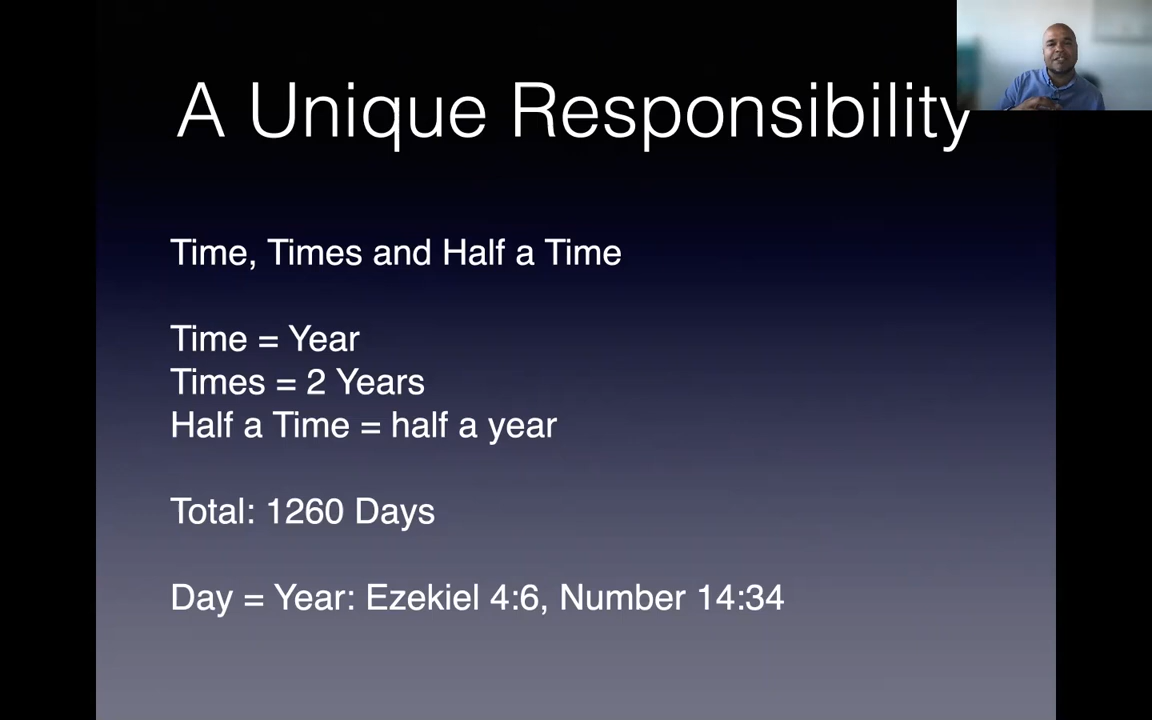 A Unique Responsibility
Time, Times and Half a Time
Time = Year
Times = 2 Years
Half a Time = half a year
Total: 1260 Days
Day = Year: Ezekiel 4:6, Number 14:34